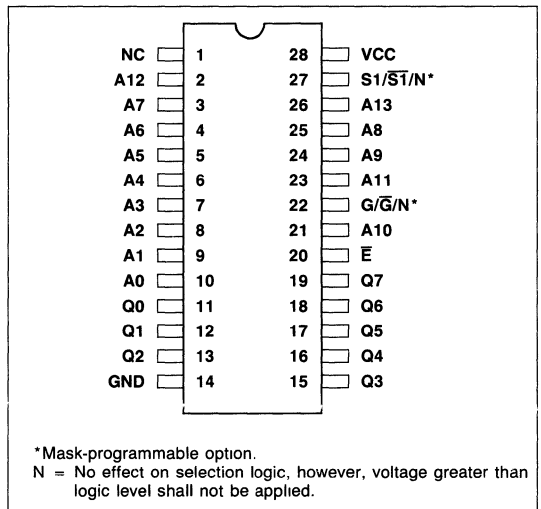 NC 1 28 VCC
A12 2 27 S1/S̅1̅/N*
A7 3 26 A13
A6 4 25 A8
A5 5 24 A9
A4 6 23 A11
A3 7 22 G/G̅/N*
A2 8 21 A10
A1 9 20 E̅
A0 10 19 Q7
Q0 11 18 Q6
Q1 12 17 Q5
Q2 13 16 Q4
GND 14 15 Q3
*Mask-programmable option.
N = No effect on selection logic, however, voltage greater than
logic level shall not be applied.